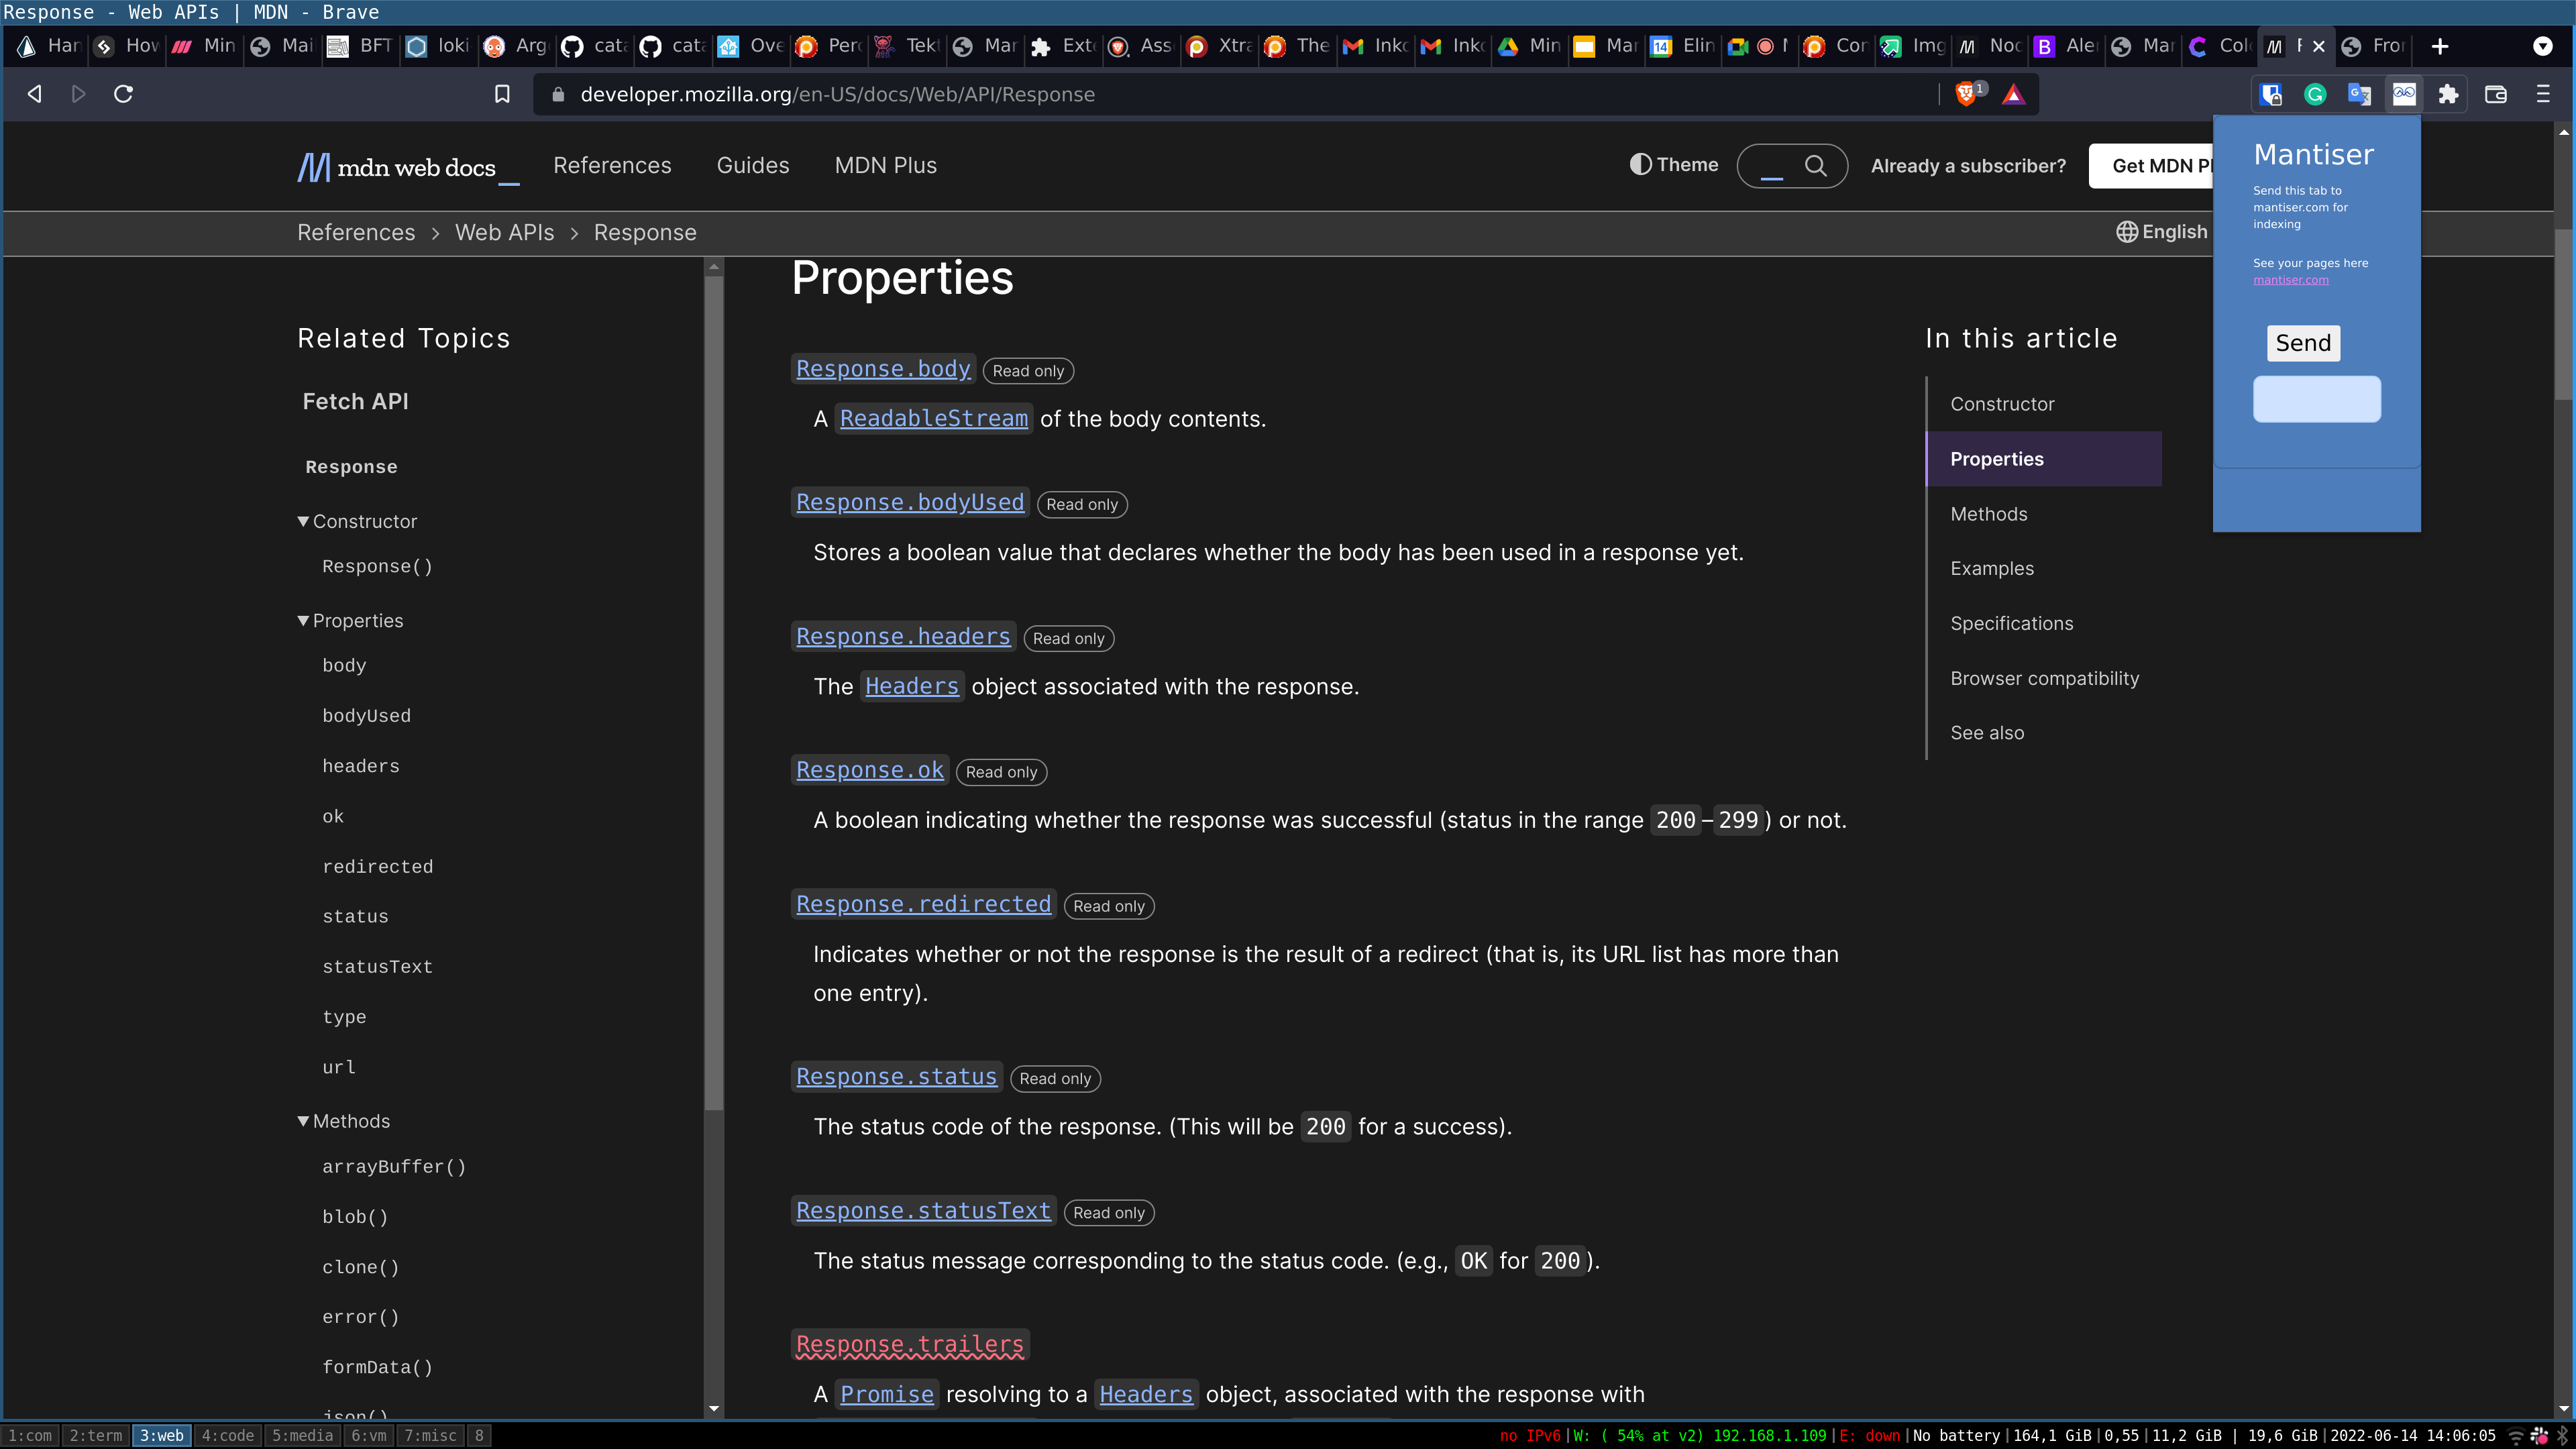 Response - Web APIs | MDN - Brave
Har How Min Mai BFT loki Arg cata cata Ove Perc Tekt Mar Exte Ass Xtra The Inko Inko Min Mar Elin Cor Img Noc Ale Mar Col Fror
developer.mozilla.org/en-US/docs/Web/API/Response
1
mdn web docs_
References Guides MDN Plus
Theme
Already a subscriber?
Get MDN Pl
References > Web APIs > Response
English
Mantiser
Send this tab to
mantiser.com for
indexing
See your pages here
mantiser.com
Send
Related Topics
Fetch API
Response
Constructor
Response()
Properties
body
bodyUsed
headers
ok
redirected
status
statusText
type
url
Methods
arrayBuffer()
blob()
clone()
error()
formData()
json()
Properties
Response.body Read only
A ReadableStream of the body contents.
Response.bodyUsed Read only
Stores a boolean value that declares whether the body has been used in a response yet.
Response.headers Read only
The Headers object associated with the response.
Response.ok Read only
A boolean indicating whether the response was successful (status in the range 200–299) or not.
Response.redirected Read only
Indicates whether or not the response is the result of a redirect (that is, its URL list has more than
one entry).
Response.status Read only
The status code of the response. (This will be 200 for a success).
Response.statusText Read only
The status message corresponding to the status code. (e.g., OK for 200).
Response.trailers
A Promise resolving to a Headers object, associated with the response with
In this article
Constructor
Properties
Methods
Examples
Specifications
Browser compatibility
See also
1:com 2:term 3:web 4:code 5:media 6:vm 7:misc 8
no IPv6|W: ( 54% at v2) 192.168.1.109|E: down|No battery|164,1 GiB|0,55|11,2 GiB | 19,6 GiB|2022-06-14 14:06:05